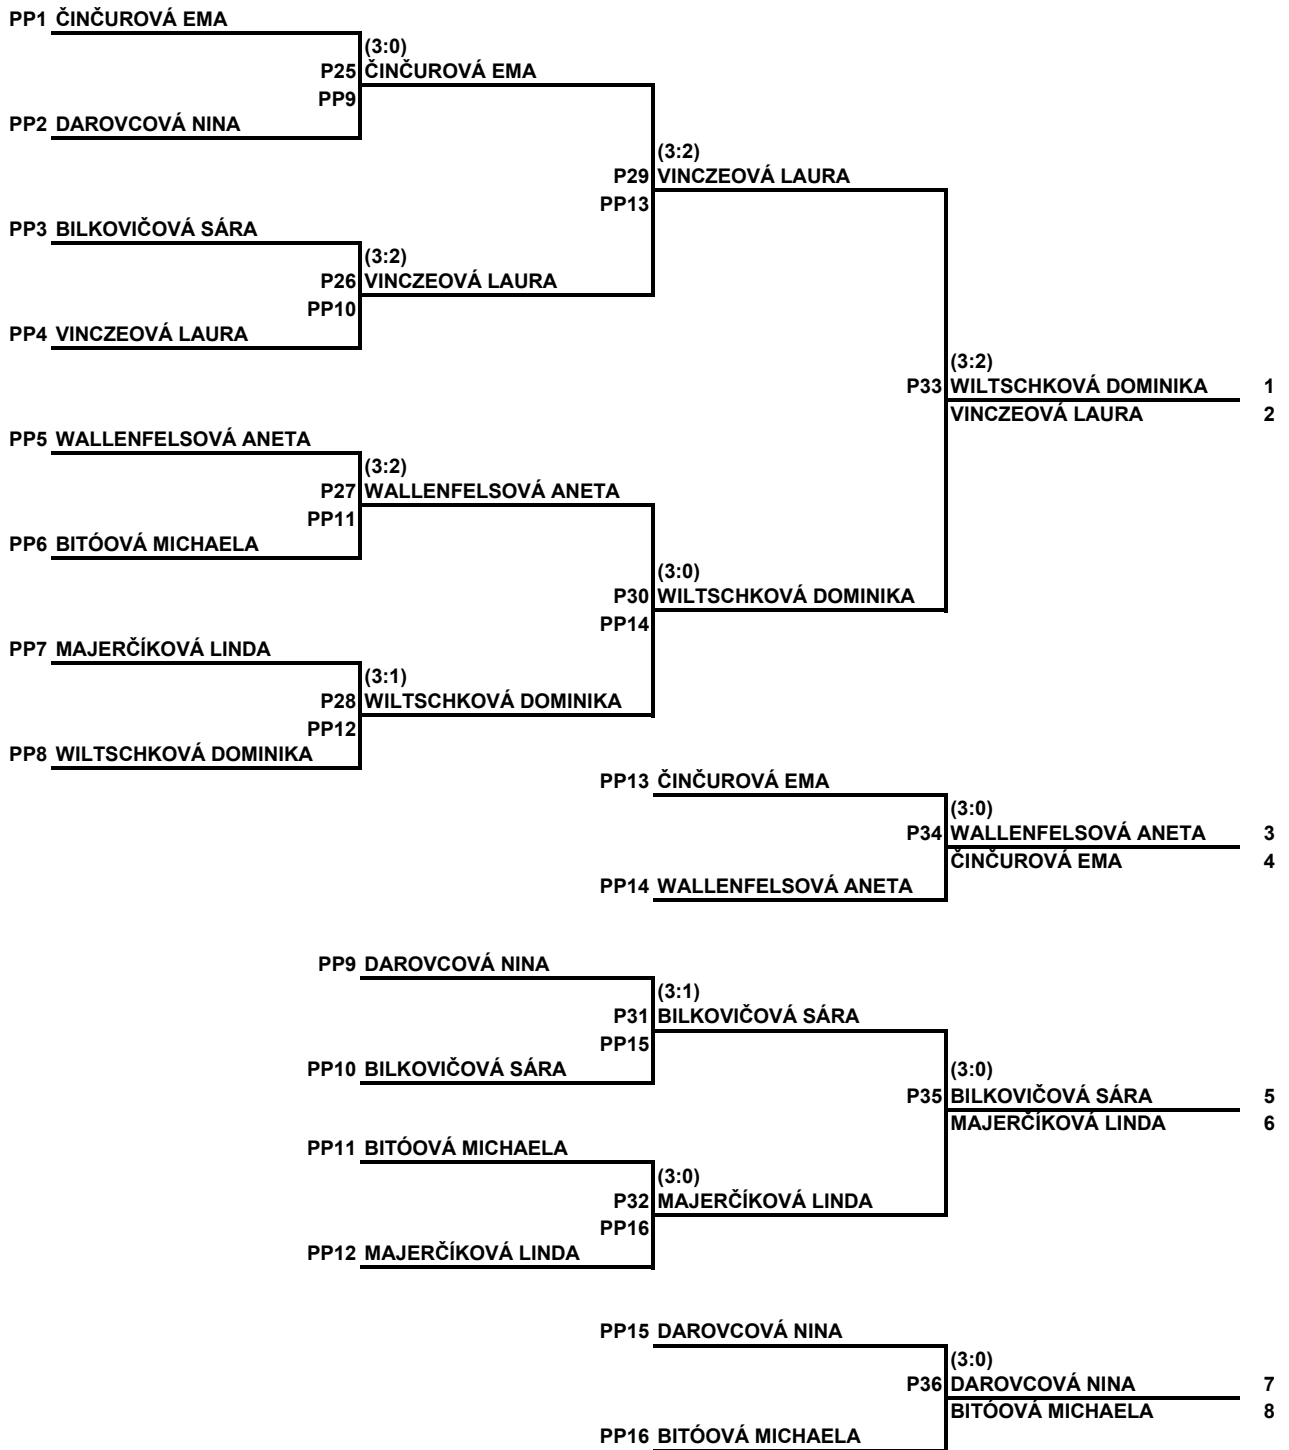 PP1 ČINČUROVÁ EMA
(3:0)
P25 ČINČUROVÁ EMA
PP9
PP2 DAROVCOVÁ NINA
(3:2)
P29 VINCZEOVÁ LAURA
PP13
PP3 BILKOVIČOVÁ SÁRA
(3:2)
P26 VINCZEOVÁ LAURA
PP10
PP4 VINCZEOVÁ LAURA
(3:2)
P33 WILTSCHKOVÁ DOMINIKA 1
VINCZEOVÁ LAURA 2
PP5 WALLENFELSOVÁ ANETA
(3:2)
P27 WALLENFELSOVÁ ANETA
PP11
PP6 BITÓOVÁ MICHAELA
(3:0)
P30 WILTSCHKOVÁ DOMINIKA
PP14
PP7 MAJERČÍKOVÁ LINDA
(3:1)
P28 WILTSCHKOVÁ DOMINIKA
PP12
PP8 WILTSCHKOVÁ DOMINIKA
PP13 ČINČUROVÁ EMA
(3:0)
P34 WALLENFELSOVÁ ANETA 3
ČINČUROVÁ EMA 4
PP14 WALLENFELSOVÁ ANETA
PP9 DAROVCOVÁ NINA
(3:1)
P31 BILKOVIČOVÁ SÁRA
PP15
PP10 BILKOVIČOVÁ SÁRA
(3:0)
P35 BILKOVIČOVÁ SÁRA 5
MAJERČÍKOVÁ LINDA 6
PP11 BITÓOVÁ MICHAELA
(3:0)
P32 MAJERČÍKOVÁ LINDA
PP16
PP12 MAJERČÍKOVÁ LINDA
PP15 DAROVCOVÁ NINA
(3:0)
P36 DAROVCOVÁ NINA 7
BITÓOVÁ MICHAELA 8
PP16 BITÓOVÁ MICHAELA